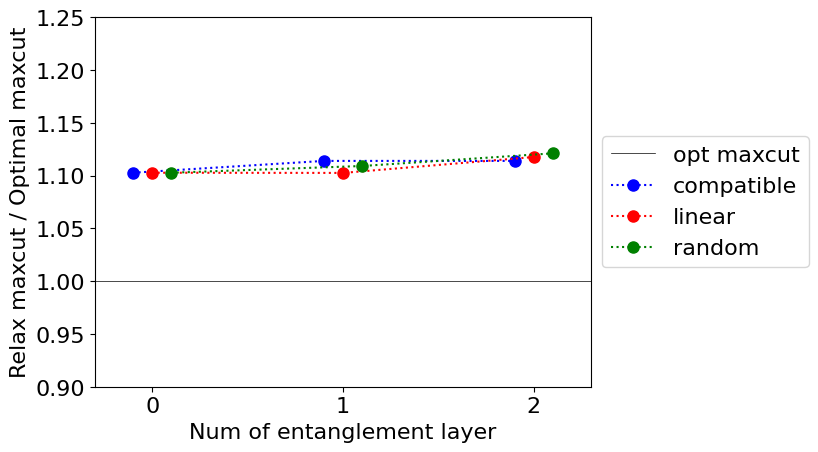 Relax maxcut / Optimal maxcut
1.25
1.20
1.15
1.10
1.05
1.00
0.95
0.90
0
1
2
Num of entanglement layer
opt maxcut
compatible
linear
random